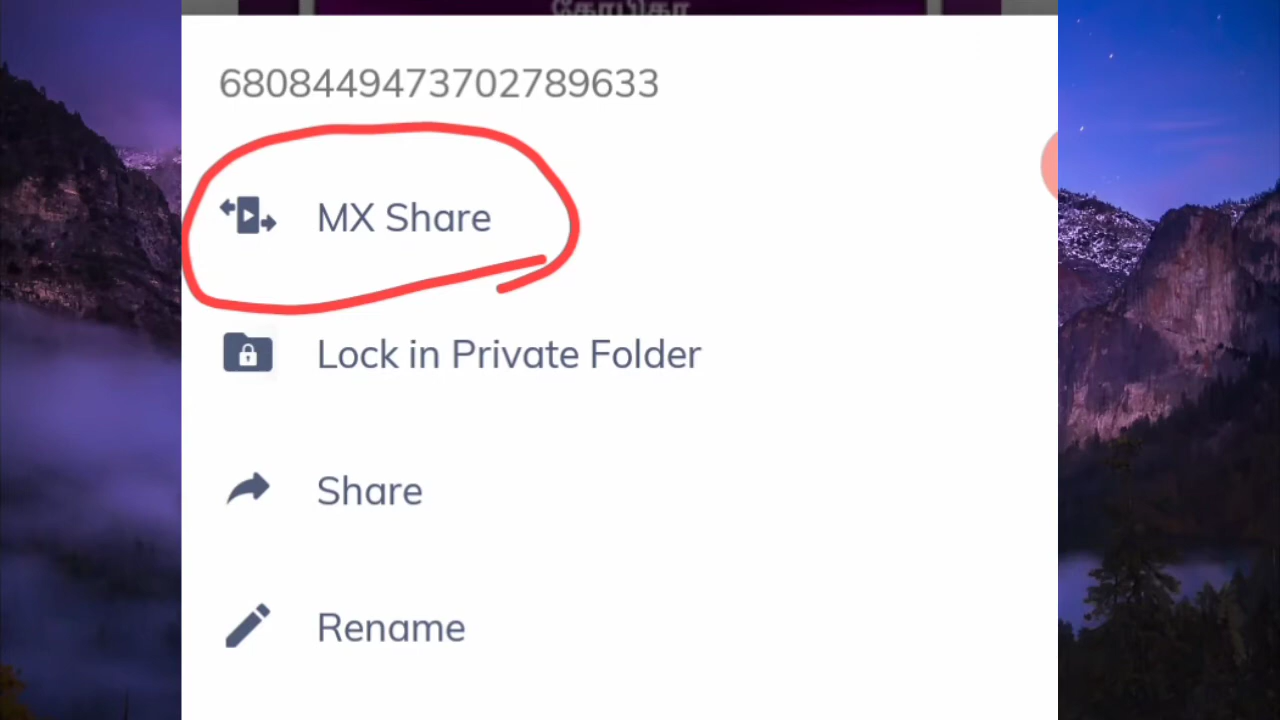 6808449473702789633
MX Share
Lock in Private Folder
Share
Rename